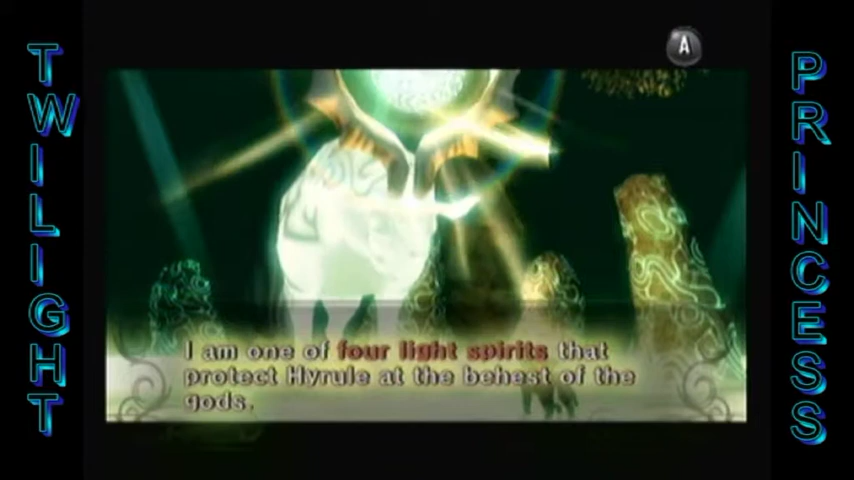 TWILIGHT
A
I am one of four light spirits that
protect Hyrule at the behest of the
gods.
PRINCESS